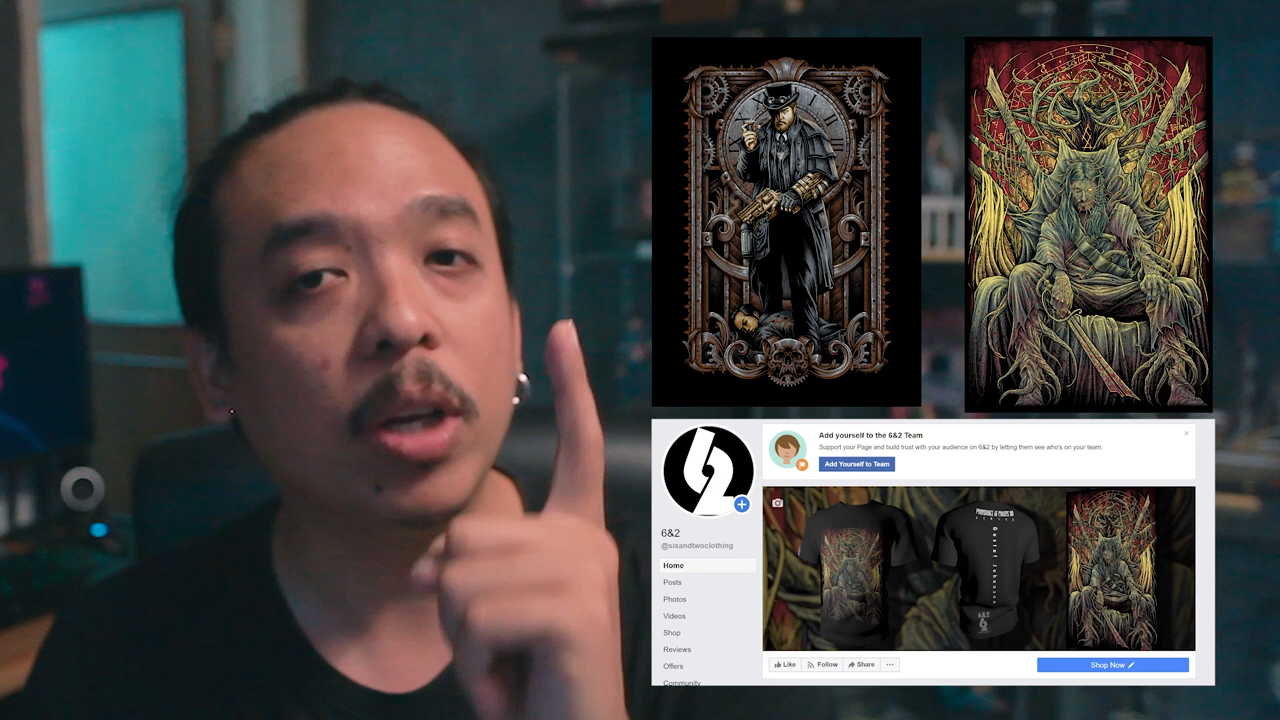 6&2
@sixandtwoclothing
Home
Posts
Photos
Videos
Shop
Reviews
Offers
Community
Add yourself to the 6&2 Team
Support your Page and build trust with your audience on 6&2 by letting them see who's on your team.
Add Yourself to Team
Like
Follow
Share
Shop Now